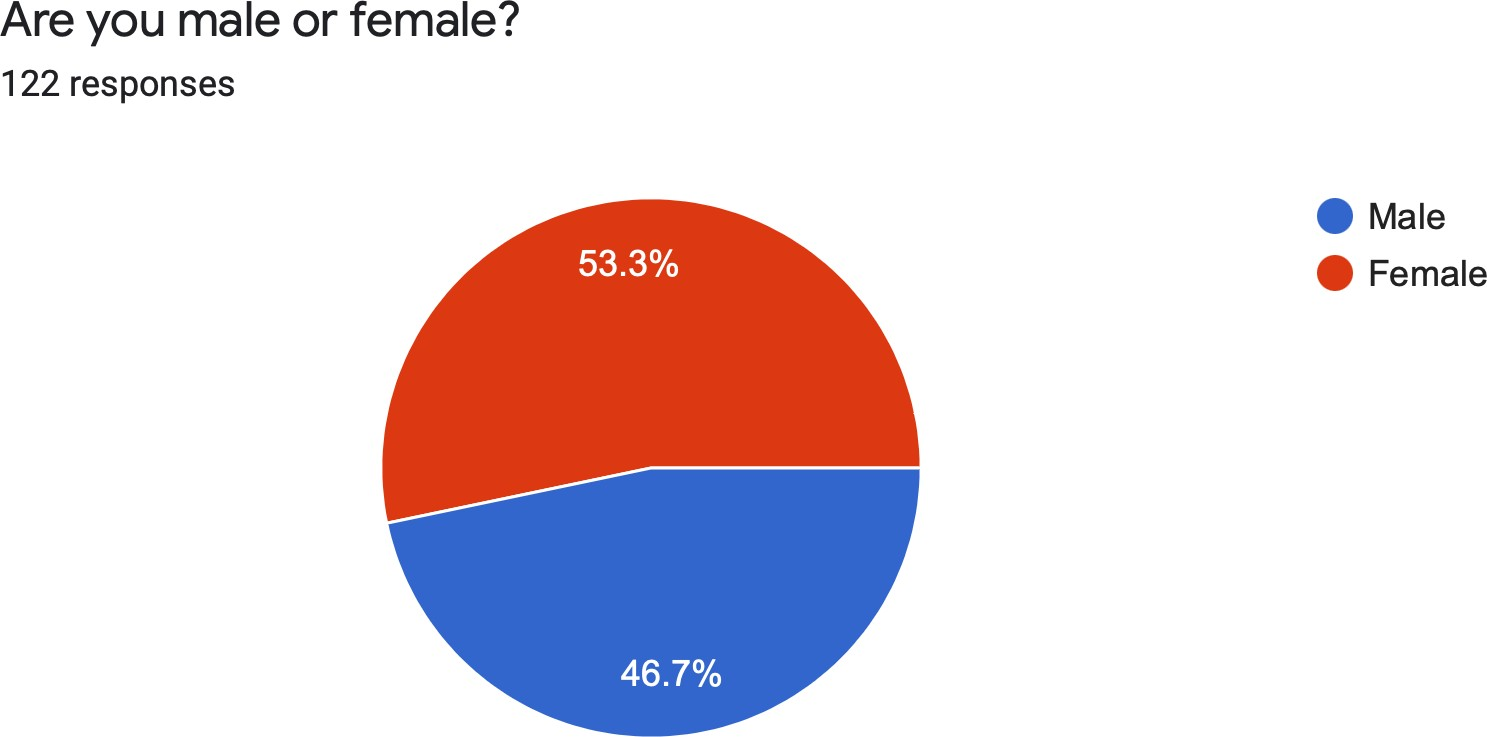 Are you male or female?
122 responses
Male
Female
53.3%
46.7%